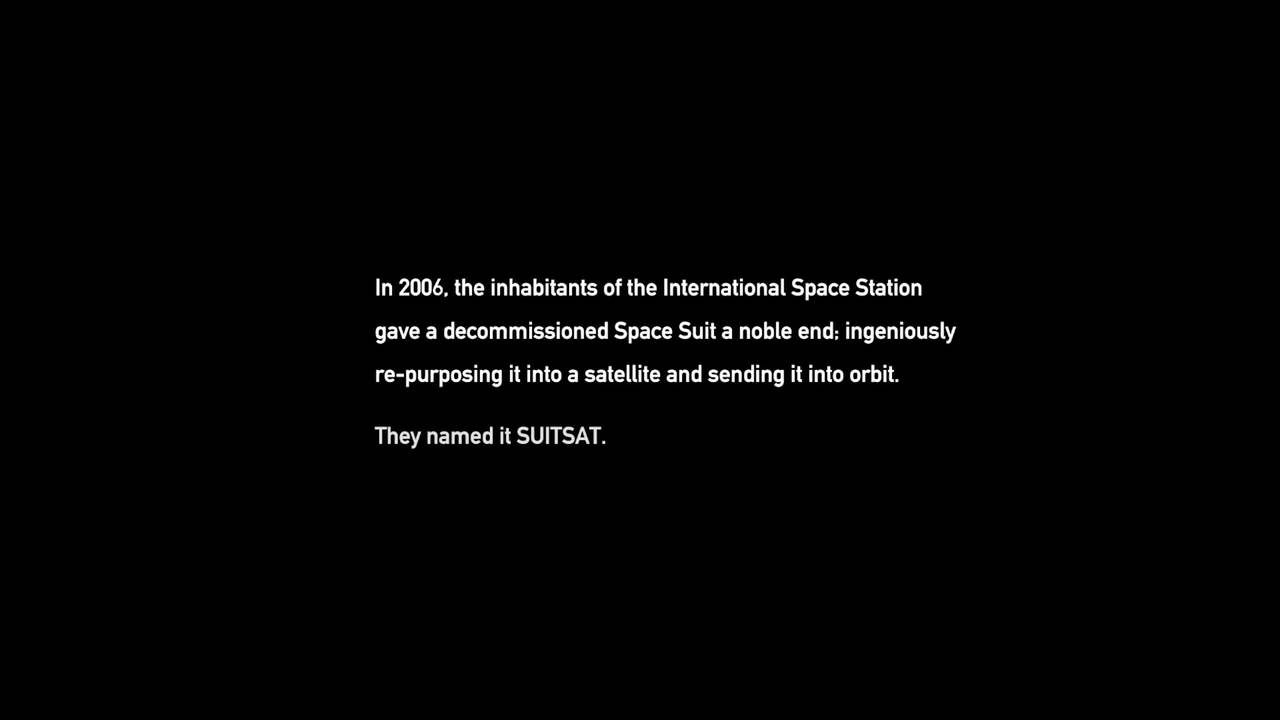 In 2006, the inhabitants of the International Space Station
gave a decommissioned Space Suit a noble end; ingeniously
re-purposing it into a satellite and sending it into orbit.
They named it SUITSAT.